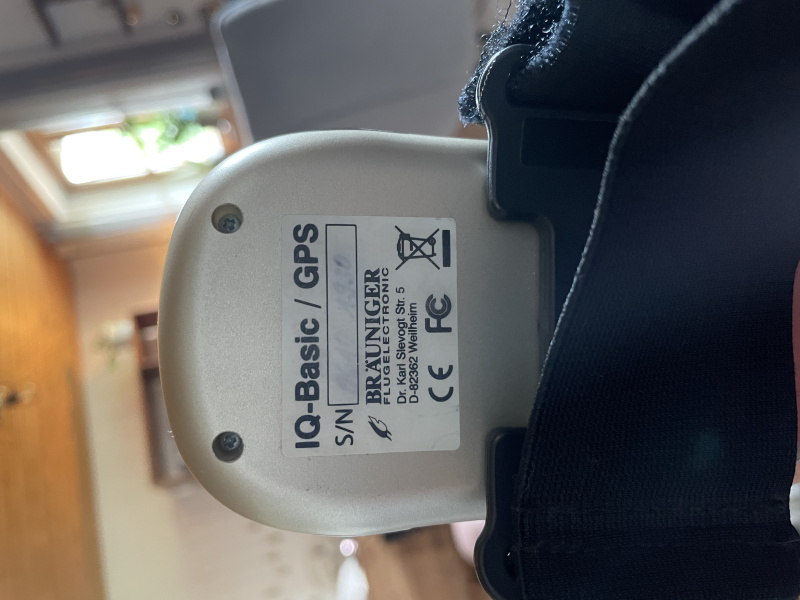 IQ-Basic / GPS
S/N
BRÄUNIGER
FLUGELECTRONIC
Dr. Karl Slevogt Str. 5
D-82362 Weilheim
CE FC